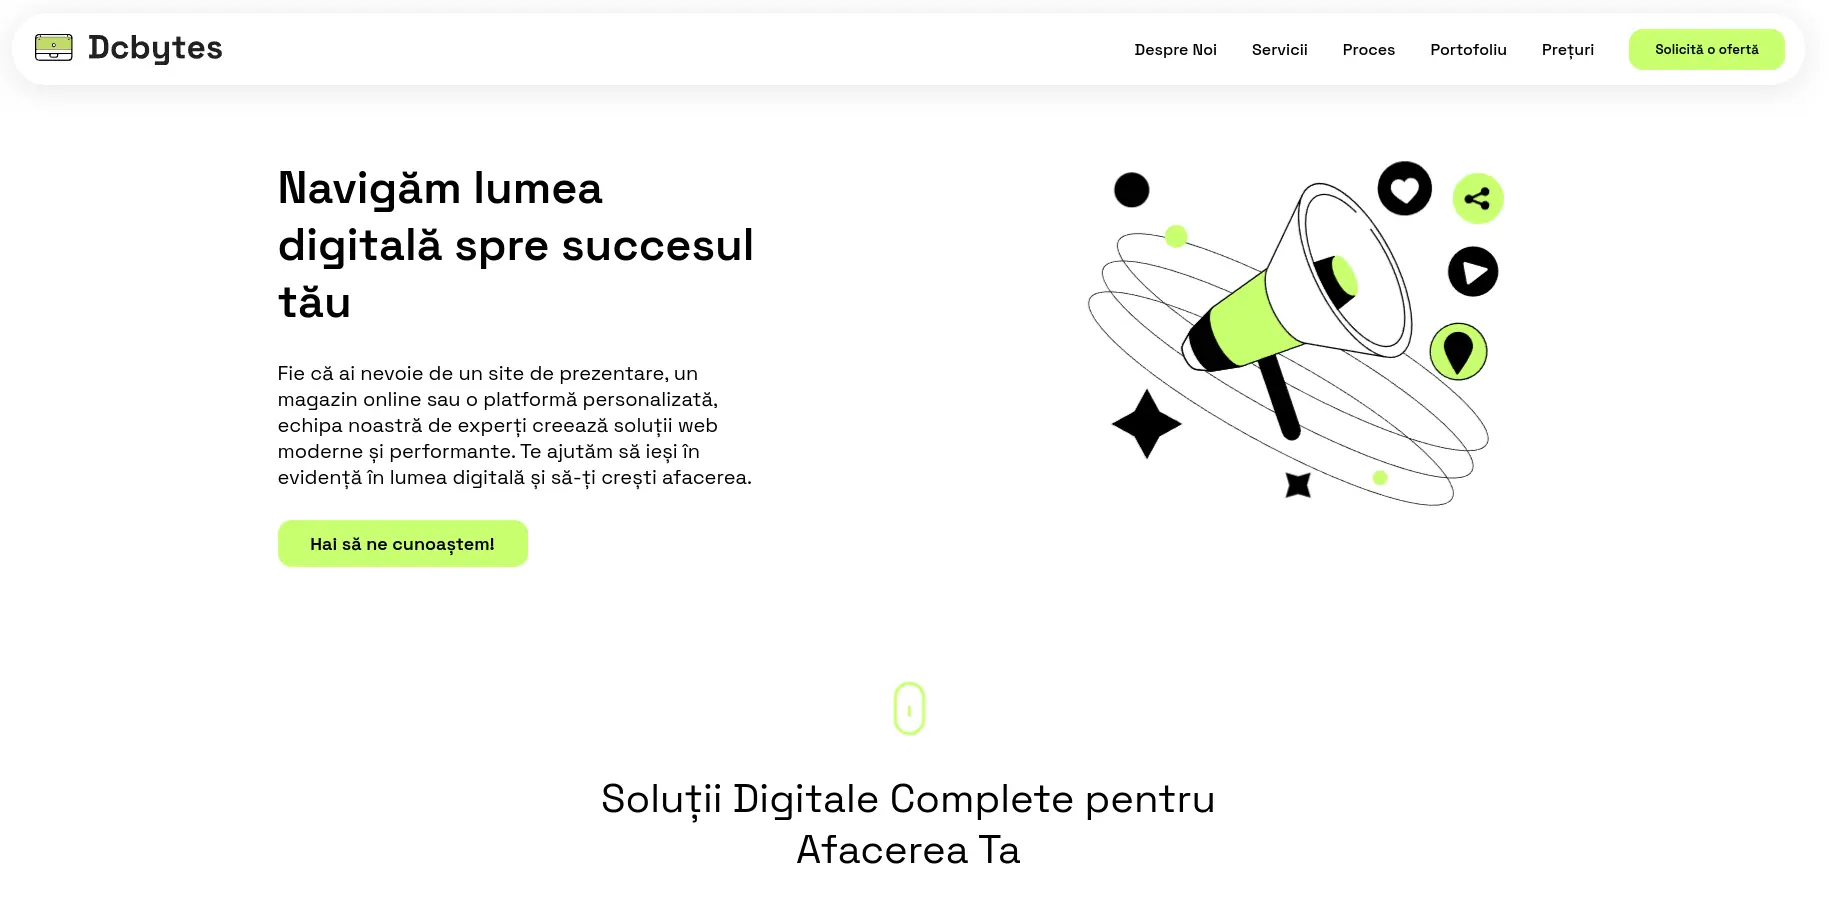 Dcbytes
Despre Noi
Servicii
Proces
Portofoliu
Prețuri
Solicită o ofertă
Navigăm lumea
digitală spre succesul
tău
Fie că ai nevoie de un site de prezentare, un
magazin online sau o platformă personalizată,
echipa noastră de experți creează soluții web
moderne și performante. Te ajutăm să ieși în
evidență în lumea digitală și să-ți crești afacerea.
Hai să ne cunoaștem!
Soluții Digitale Complete pentru
Afacerea Ta